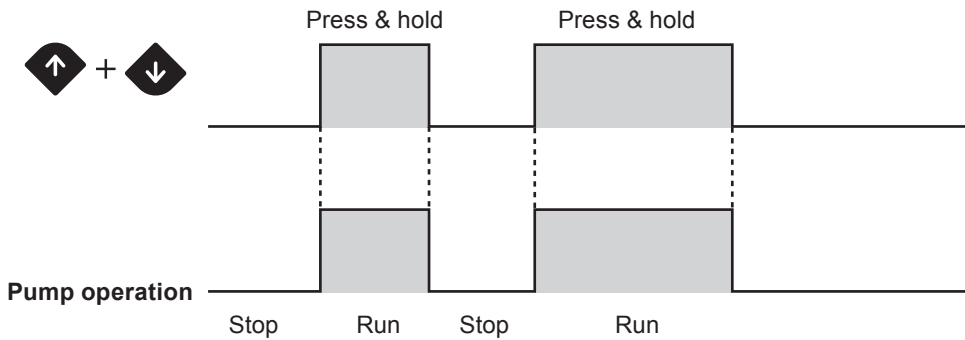 Press & hold Press & hold
↑ + ↓
Pump operation
Stop Run Stop Run